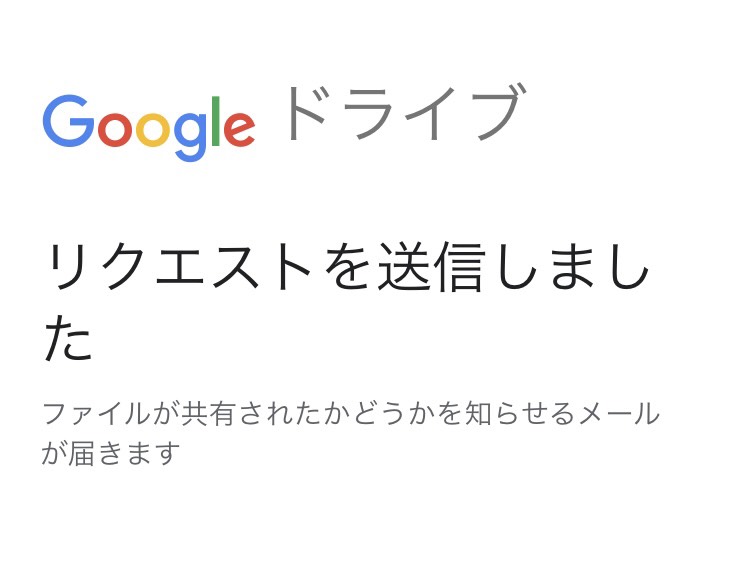 Google ドライブ
リクエストを送信しまし
た
ファイルが共有されたかどうかを知らせるメール
が届きます